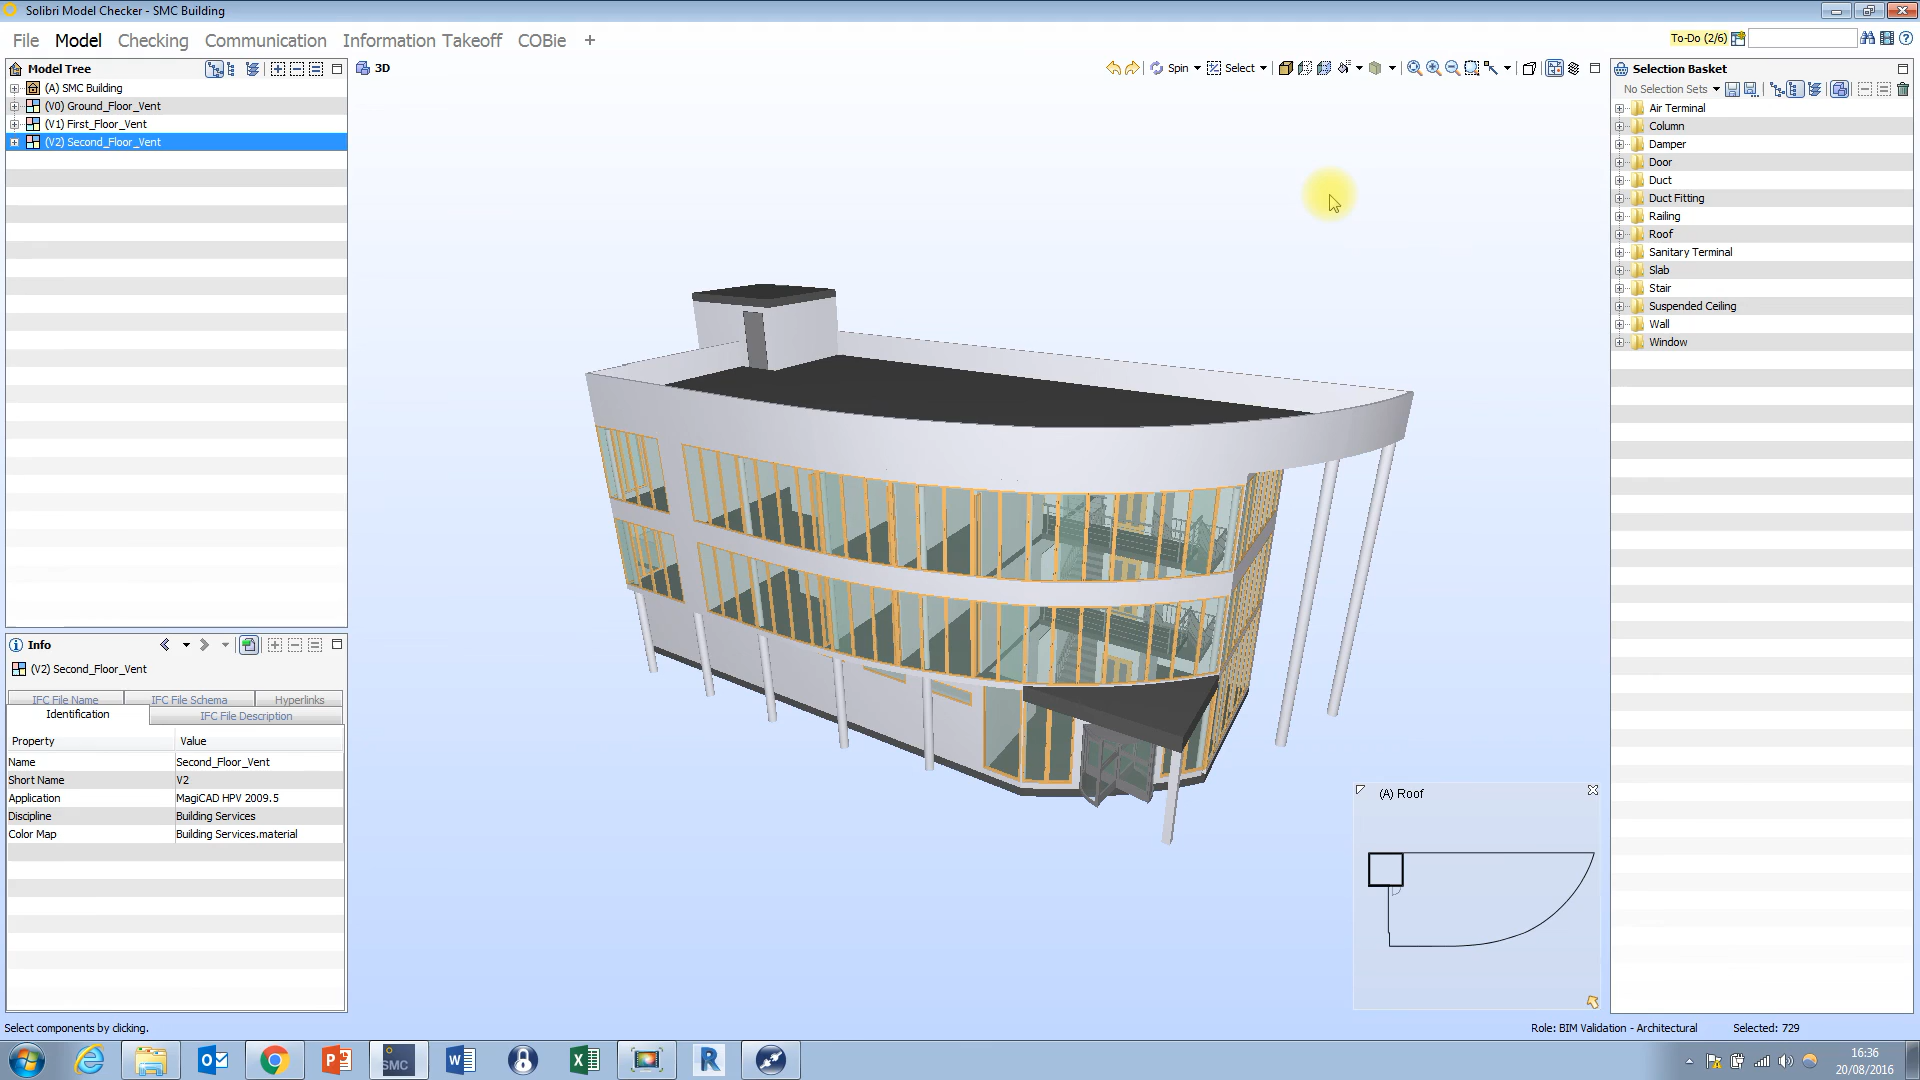 Solibri Model Checker - SMC Building
File Model Checking Communication Information Takeoff COBie +
To-Do (2/6)
Model Tree
(A) SMC Building
(V0) Ground_Floor_Vent
(V1) First_Floor_Vent
(V2) Second_Floor_Vent
Info
(V2) Second_Floor_Vent
IFC File Name IFC File Schema Hyperlinks
Identification IFC File Description
Property Value
Name Second_Floor_Vent
Short Name V2
Application MagiCAD HPV 2009.5
Discipline Building Services
Color Map Building Services.material
Select components by clicking.
3D
Spin Select
(A) Roof
Selection Basket
No Selection Sets
Air Terminal
Column
Damper
Door
Duct
Duct Fitting
Railing
Roof
Sanitary Terminal
Slab
Stair
Suspended Ceiling
Wall
Window
Role: BIM Validation - Architectural Selected: 729
SMC
16:36
20/08/2016